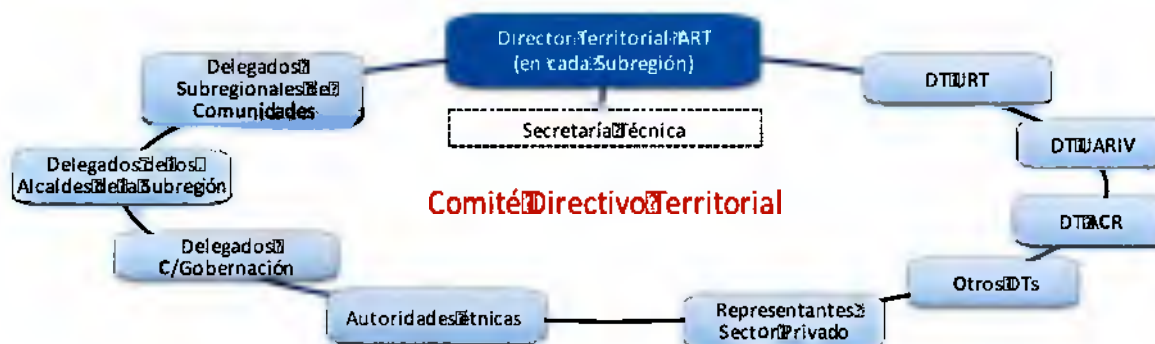 Director Territorial ART
(en cada Subregión)
Secretaría Técnica
Comité Directivo Territorial
DT URT
DT UARIV
DT ACR
Otros DTs
Representantes
Sector Privado
Autoridades étnicas
Delegados
C/Gobernación
Delegados de los
Alcaldes de la Subregión
Delegados
Subregionales de
Comunidades